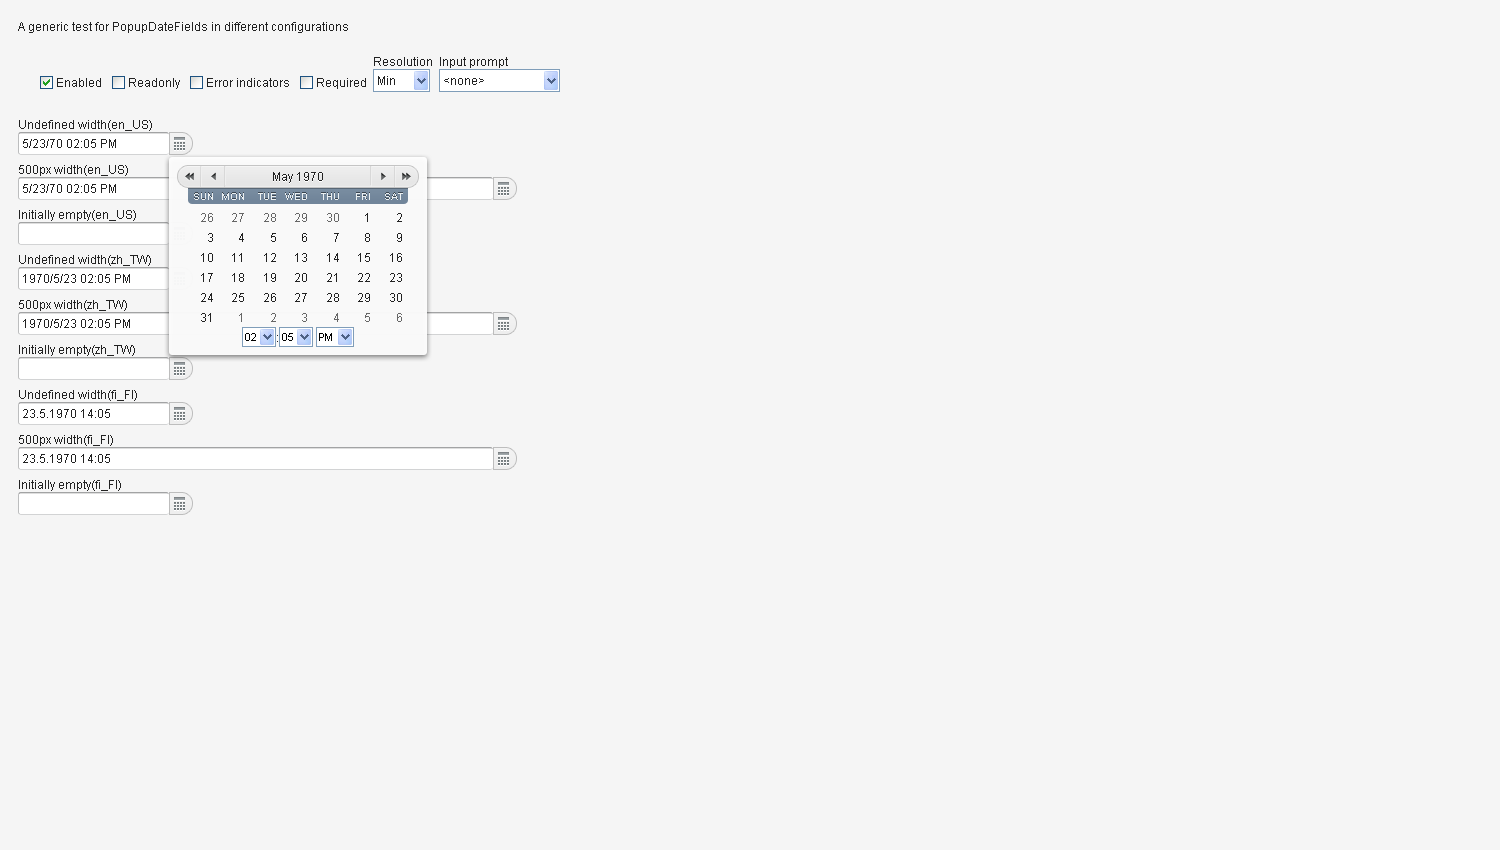 A generic test for PopupDateFields in different configurations
Resolution Input prompt
Enabled Readonly Error indicators Required Min <none>
Undefined width(en_US)
5/23/70 02:05 PM
500px width(en_US)
5/23/70 02:05 PM
Initially empty(en_US)
Undefined width(zh_TW)
1970/5/23 02:05 PM
500px width(zh_TW)
1970/5/23 02:05 PM
Initially empty(zh_TW)
Undefined width(fi_FI)
23.5.1970 14:05
500px width(fi_FI)
23.5.1970 14:05
Initially empty(fi_FI)
May 1970
SUN MON TUE WED THU FRI SAT
26 27 28 29 30 1 2
3 4 5 6 7 8 9
10 11 12 13 14 15 16
17 18 19 20 21 22 23
24 25 26 27 28 29 30
31 1 2 3 4 5 6
02 : 05 PM